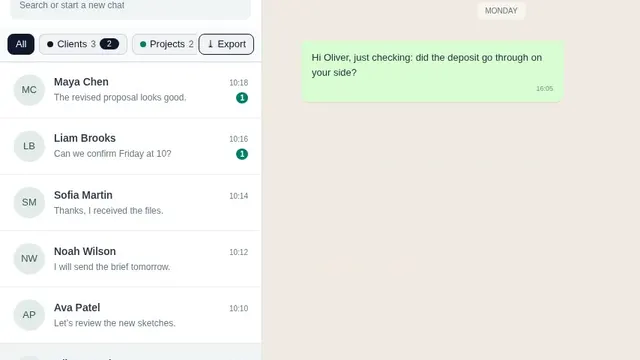 Search or start a new chat
All
Clients 3 2
Projects 2
Export
MC
Maya Chen
10:18
The revised proposal looks good.
1
LB
Liam Brooks
10:16
Can we confirm Friday at 10?
1
SM
Sofia Martin
10:14
Thanks, I received the files.
NW
Noah Wilson
10:12
I will send the brief tomorrow.
AP
Ava Patel
10:10
Let's review the new sketches.
MONDAY
Hi Oliver, just checking: did the deposit go through on
your side?
16:05